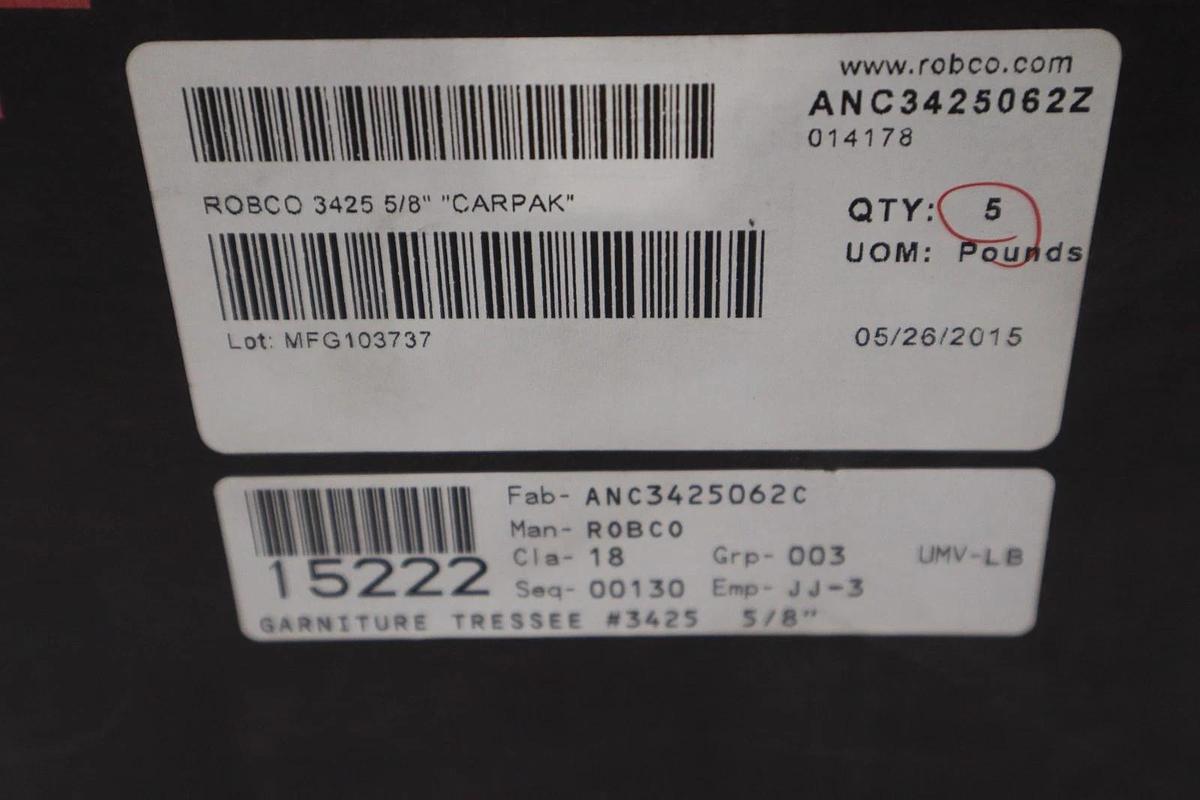 www.robco.com
ANC3425062Z
014178
ROBCO 3425 5/8" "CARPAK"
QTY: 5
UOM: Pounds
Lot: MFG103737
05/26/2015
Fab- ANC3425062C
Man- ROBCO
Cla- 18 Grp- 003 UMV-LB
15222
Seq- 00130 Emp- JJ-3
GARNITURE TRESSEE #3425 5/8"